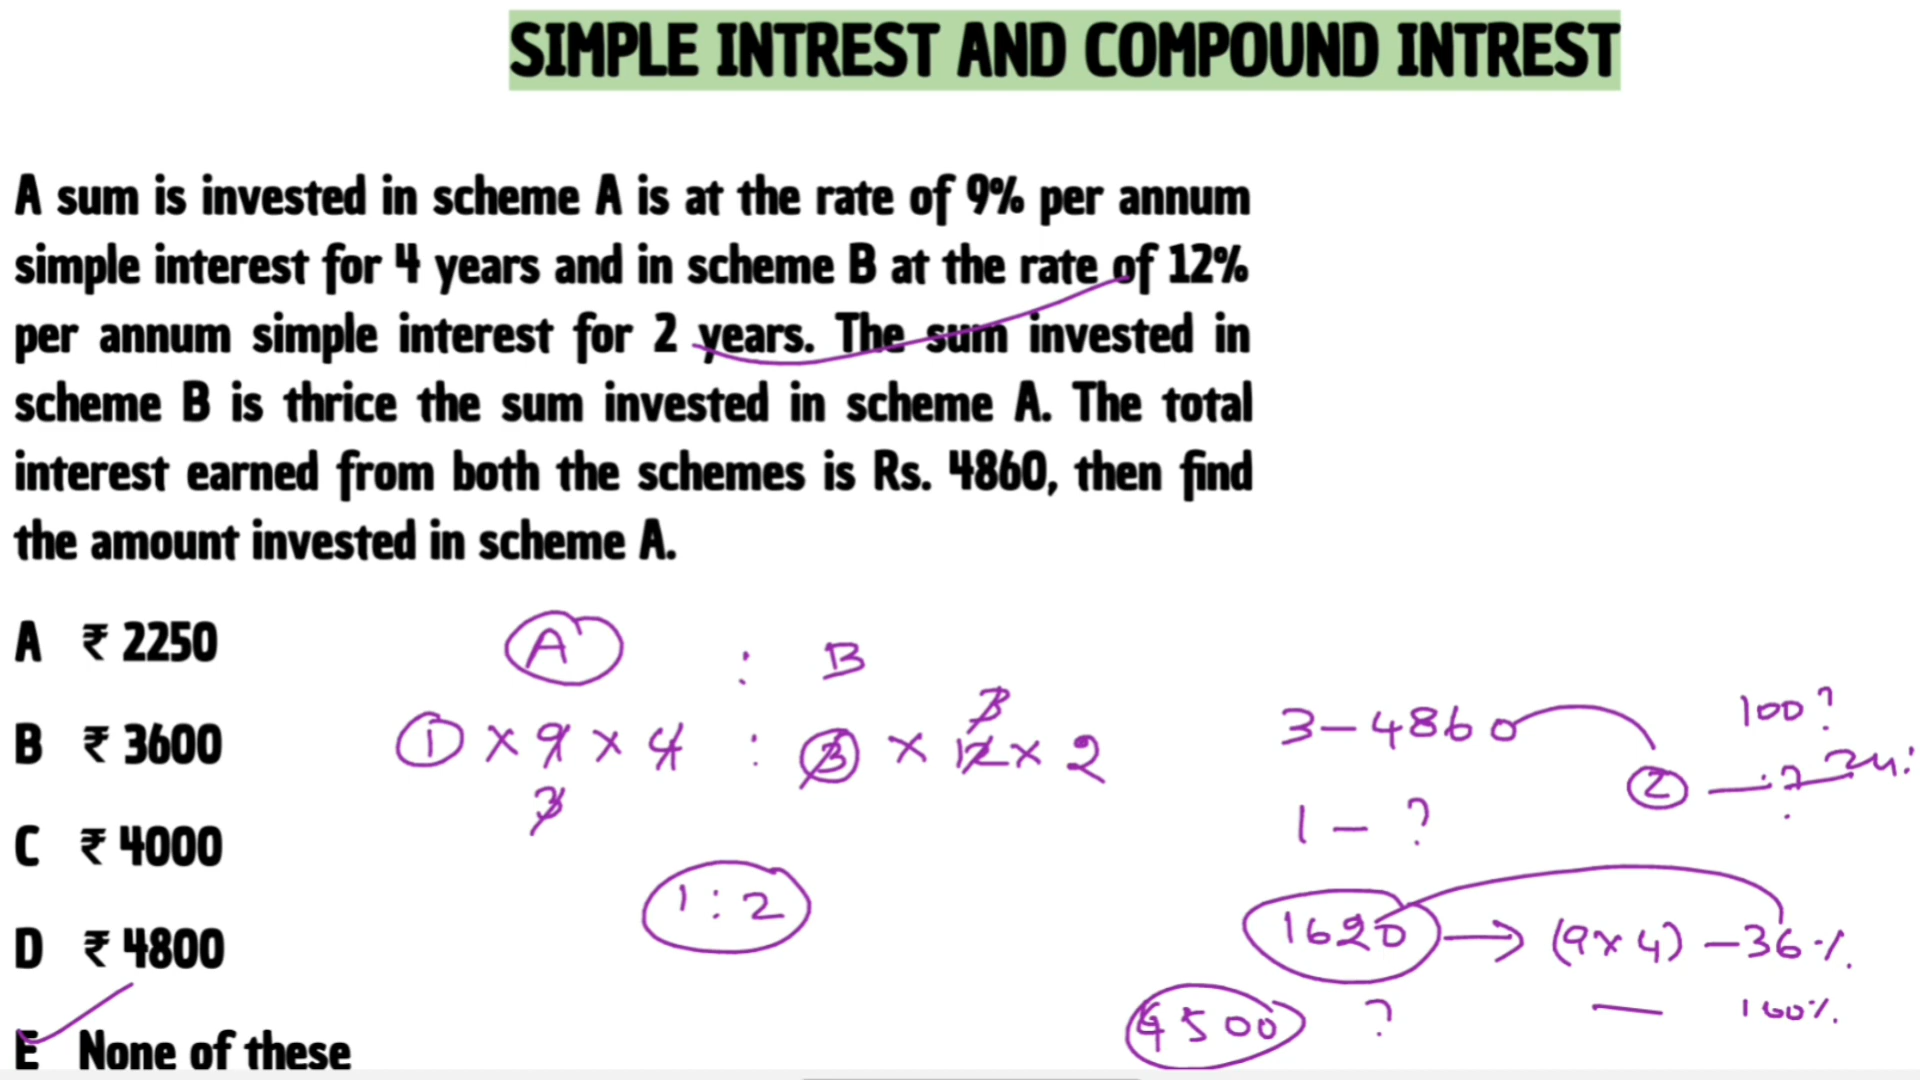 SIMPLE INTREST AND COMPOUND INTREST
A sum is invested in scheme A is at the rate of 9% per annum
simple interest for 4 years and in scheme B at the rate of 12%
per annum simple interest for 2 years. The sum invested in
scheme B is thrice the sum invested in scheme A. The total
interest earned from both the schemes is Rs. 4860, then find
the amount invested in scheme A.
A ₹ 2250
B ₹ 3600
C ₹ 4000
D ₹ 4800
E None of these
A : B
3
1 × 9 × 4 : 3 × 12 × 2
3
1 : 2
3 - 4860
100 ?
2 - ? 24%
1 - ?
1620 → (9 × 4) - 36%
4500 ? - 100%